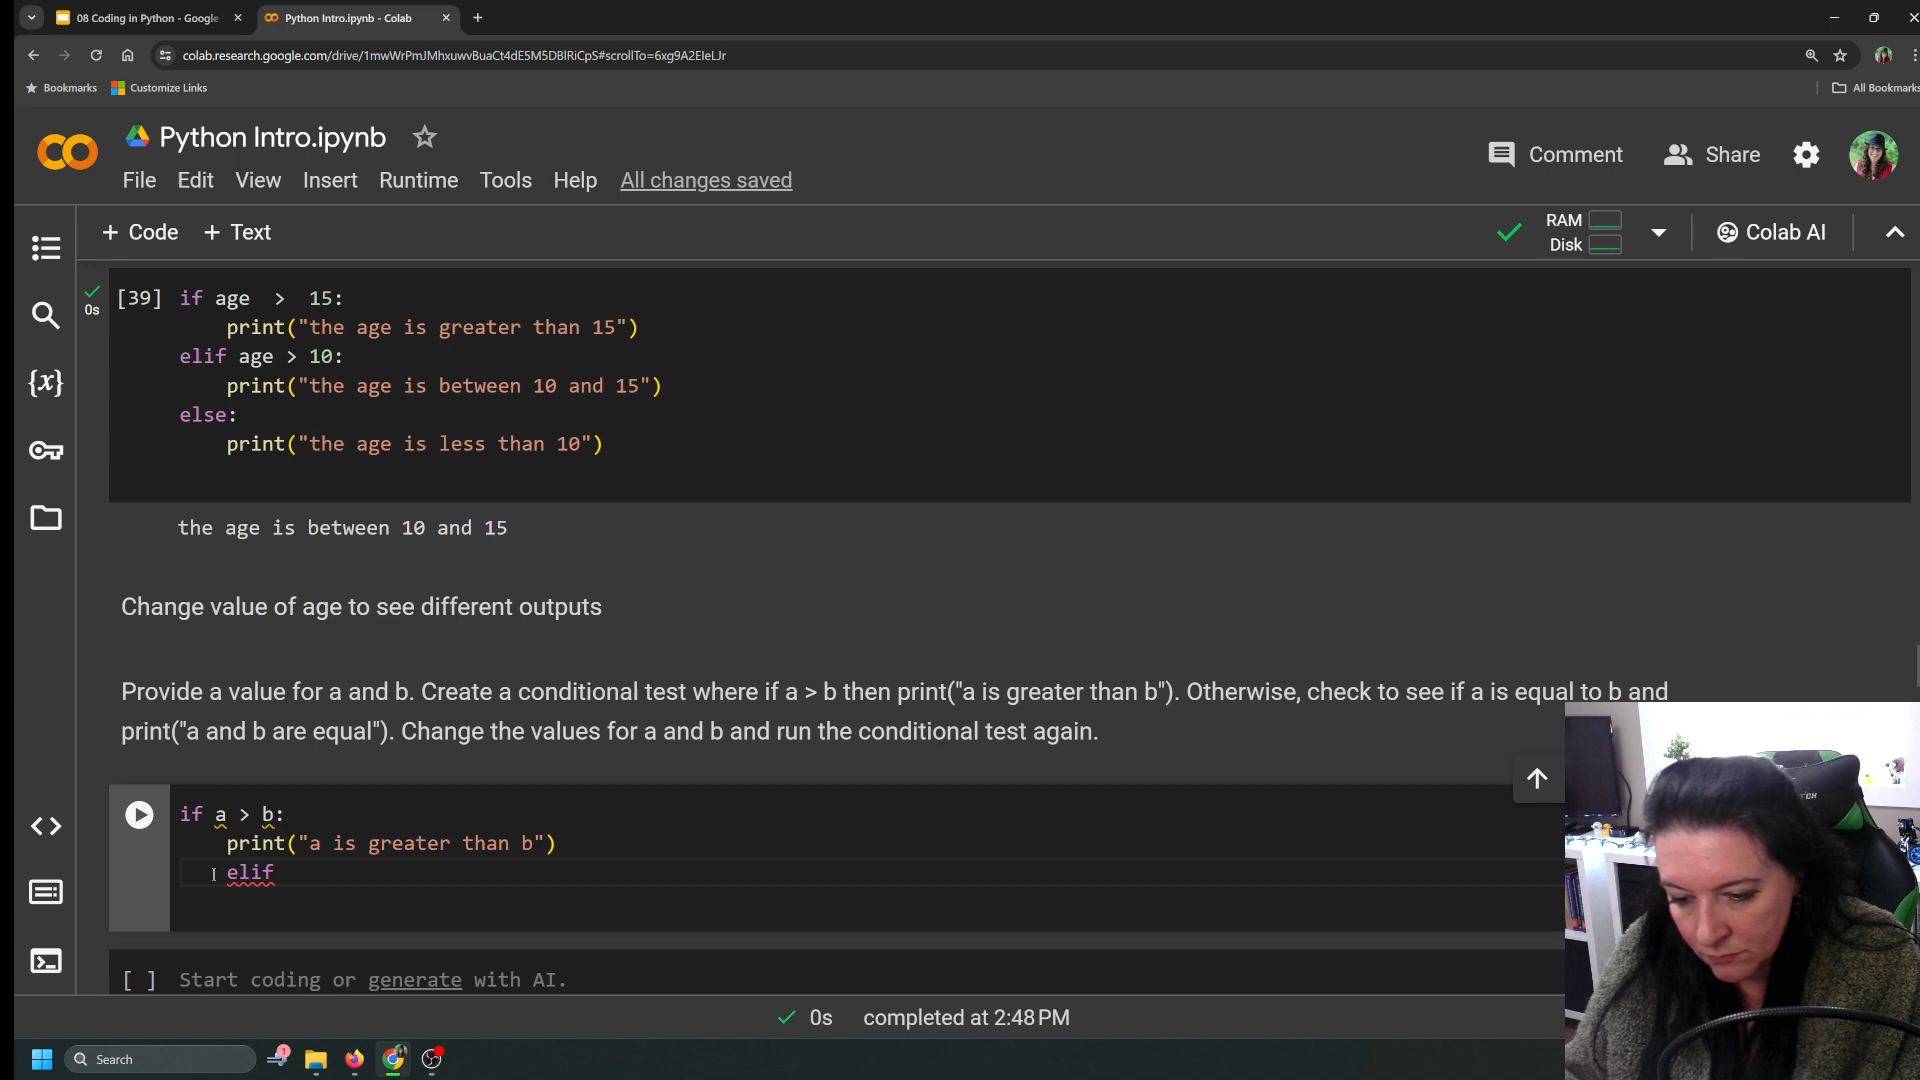 08 Coding in Python - Google
Python Intro.ipynb - Colab
colab.research.google.com/drive/1mwWrPmJMhxuwvBuaCt4dE5M5DBlRiCpS#scrollTo=6xg9A2EIeLJr
Bookmarks
Customize Links
All Bookmarks
Python Intro.ipynb
Comment
Share
File Edit View Insert Runtime Tools Help All changes saved
+ Code + Text
RAM
Disk
Colab AI
0s
[39] if age  >  15:
    print("the age is greater than 15")
elif age > 10:
    print("the age is between 10 and 15")
else:
    print("the age is less than 10")
the age is between 10 and 15
Change value of age to see different outputs
Provide a value for a and b. Create a conditional test where if a > b then print("a is greater than b"). Otherwise, check to see if a is equal to b and
print("a and b are equal"). Change the values for a and b and run the conditional test again.
if a > b:
    print("a is greater than b")
    elif
[ ] Start coding or generate with AI.
0s completed at 2:48 PM
Search
1